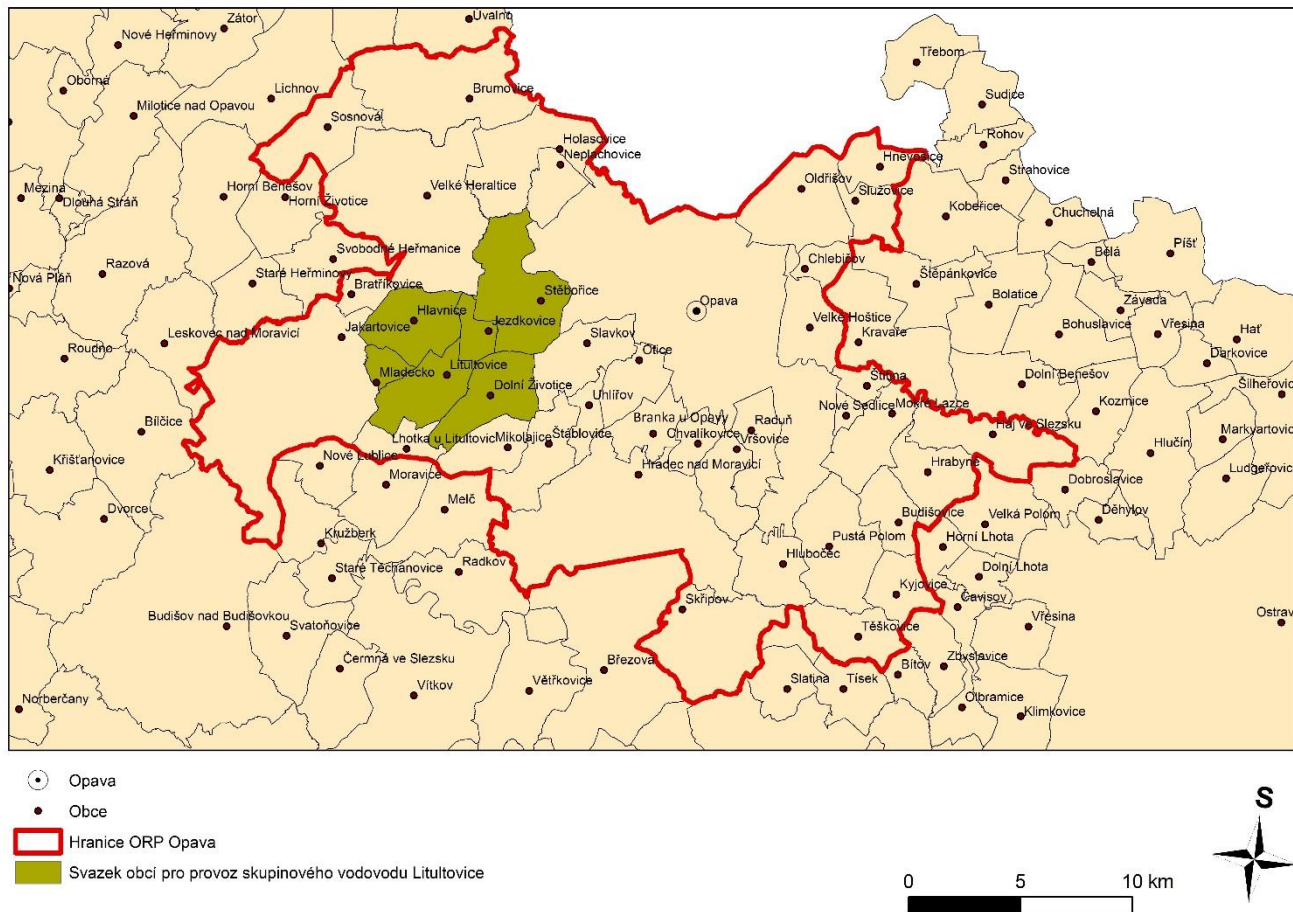 Zátor
Úvalno
Nové Heřminovy
Třebom
Oborná
Lichnov
Brumovice
Sudice
Milotice nad Opavou
Sosnová
Rohov
Holasovice
Neplachovice
Hněvošice
Strahovice
Mezina
Dlouhá Stráň
Horní Benešov
Horní Životice
Velké Heraltice
Oldřišov
Služovice
Kobeřice
Chuchelná
Svobodné Heřmanice
Chlebičov
Bělá
Píšť
Nová Pláň
Razová
Staré Heřminovy
Bratříkovice
Stěbořice
Opava
Štěpánkovice
Bolatice
Závada
Hlavnice
Jezdkovice
Velké Hoštice
Kravaře
Bohuslavice
Vřesina
Hať
Leskovec nad Moravicí
Jakartovice
Slavkov
Otice
Darkovice
Roudno
Mladecko
Litultovice
Dolní Životice
Štítina
Dolní Benešov
Šilheřovic
Uhlířov
Nové Sedlice
Mokré Lazce
Kozmice
Bílčice
Branka u Opavy
Raduň
Chvalíkovice
Vršovice
Háj ve Slezsku
Hlučín
Markvartovic
Lhotka u Litultovic
Mikolajice
Štáblovice
Křišťanovice
Nové Lublice
Moravice
Hradec nad Moravicí
Hrabyně
Dobroslavice
Ludgeřovic
Dvorce
Melč
Budišovice
Velká Polom
Děhylov
Kružberk
Pustá Polom
Horní Lhota
Staré Těchanovice
Radkov
Hlubočec
Dolní Lhota
Kyjovice
Čavisov
Budišov nad Budišovkou
Svatoňovice
Skřipov
Těškovice
Vřesina
Ostrav
Čermná ve Slezsku
Březová
Bítov
Zbyslavice
Vítkov
Větřkovice
Slatina
Tísek
Norberčany
Olbramice
Klimkovice
Opava
Obce
Hranice ORP Opava
Svazek obcí pro provoz skupinového vodovodu Litultovice
0 5 10 km
S